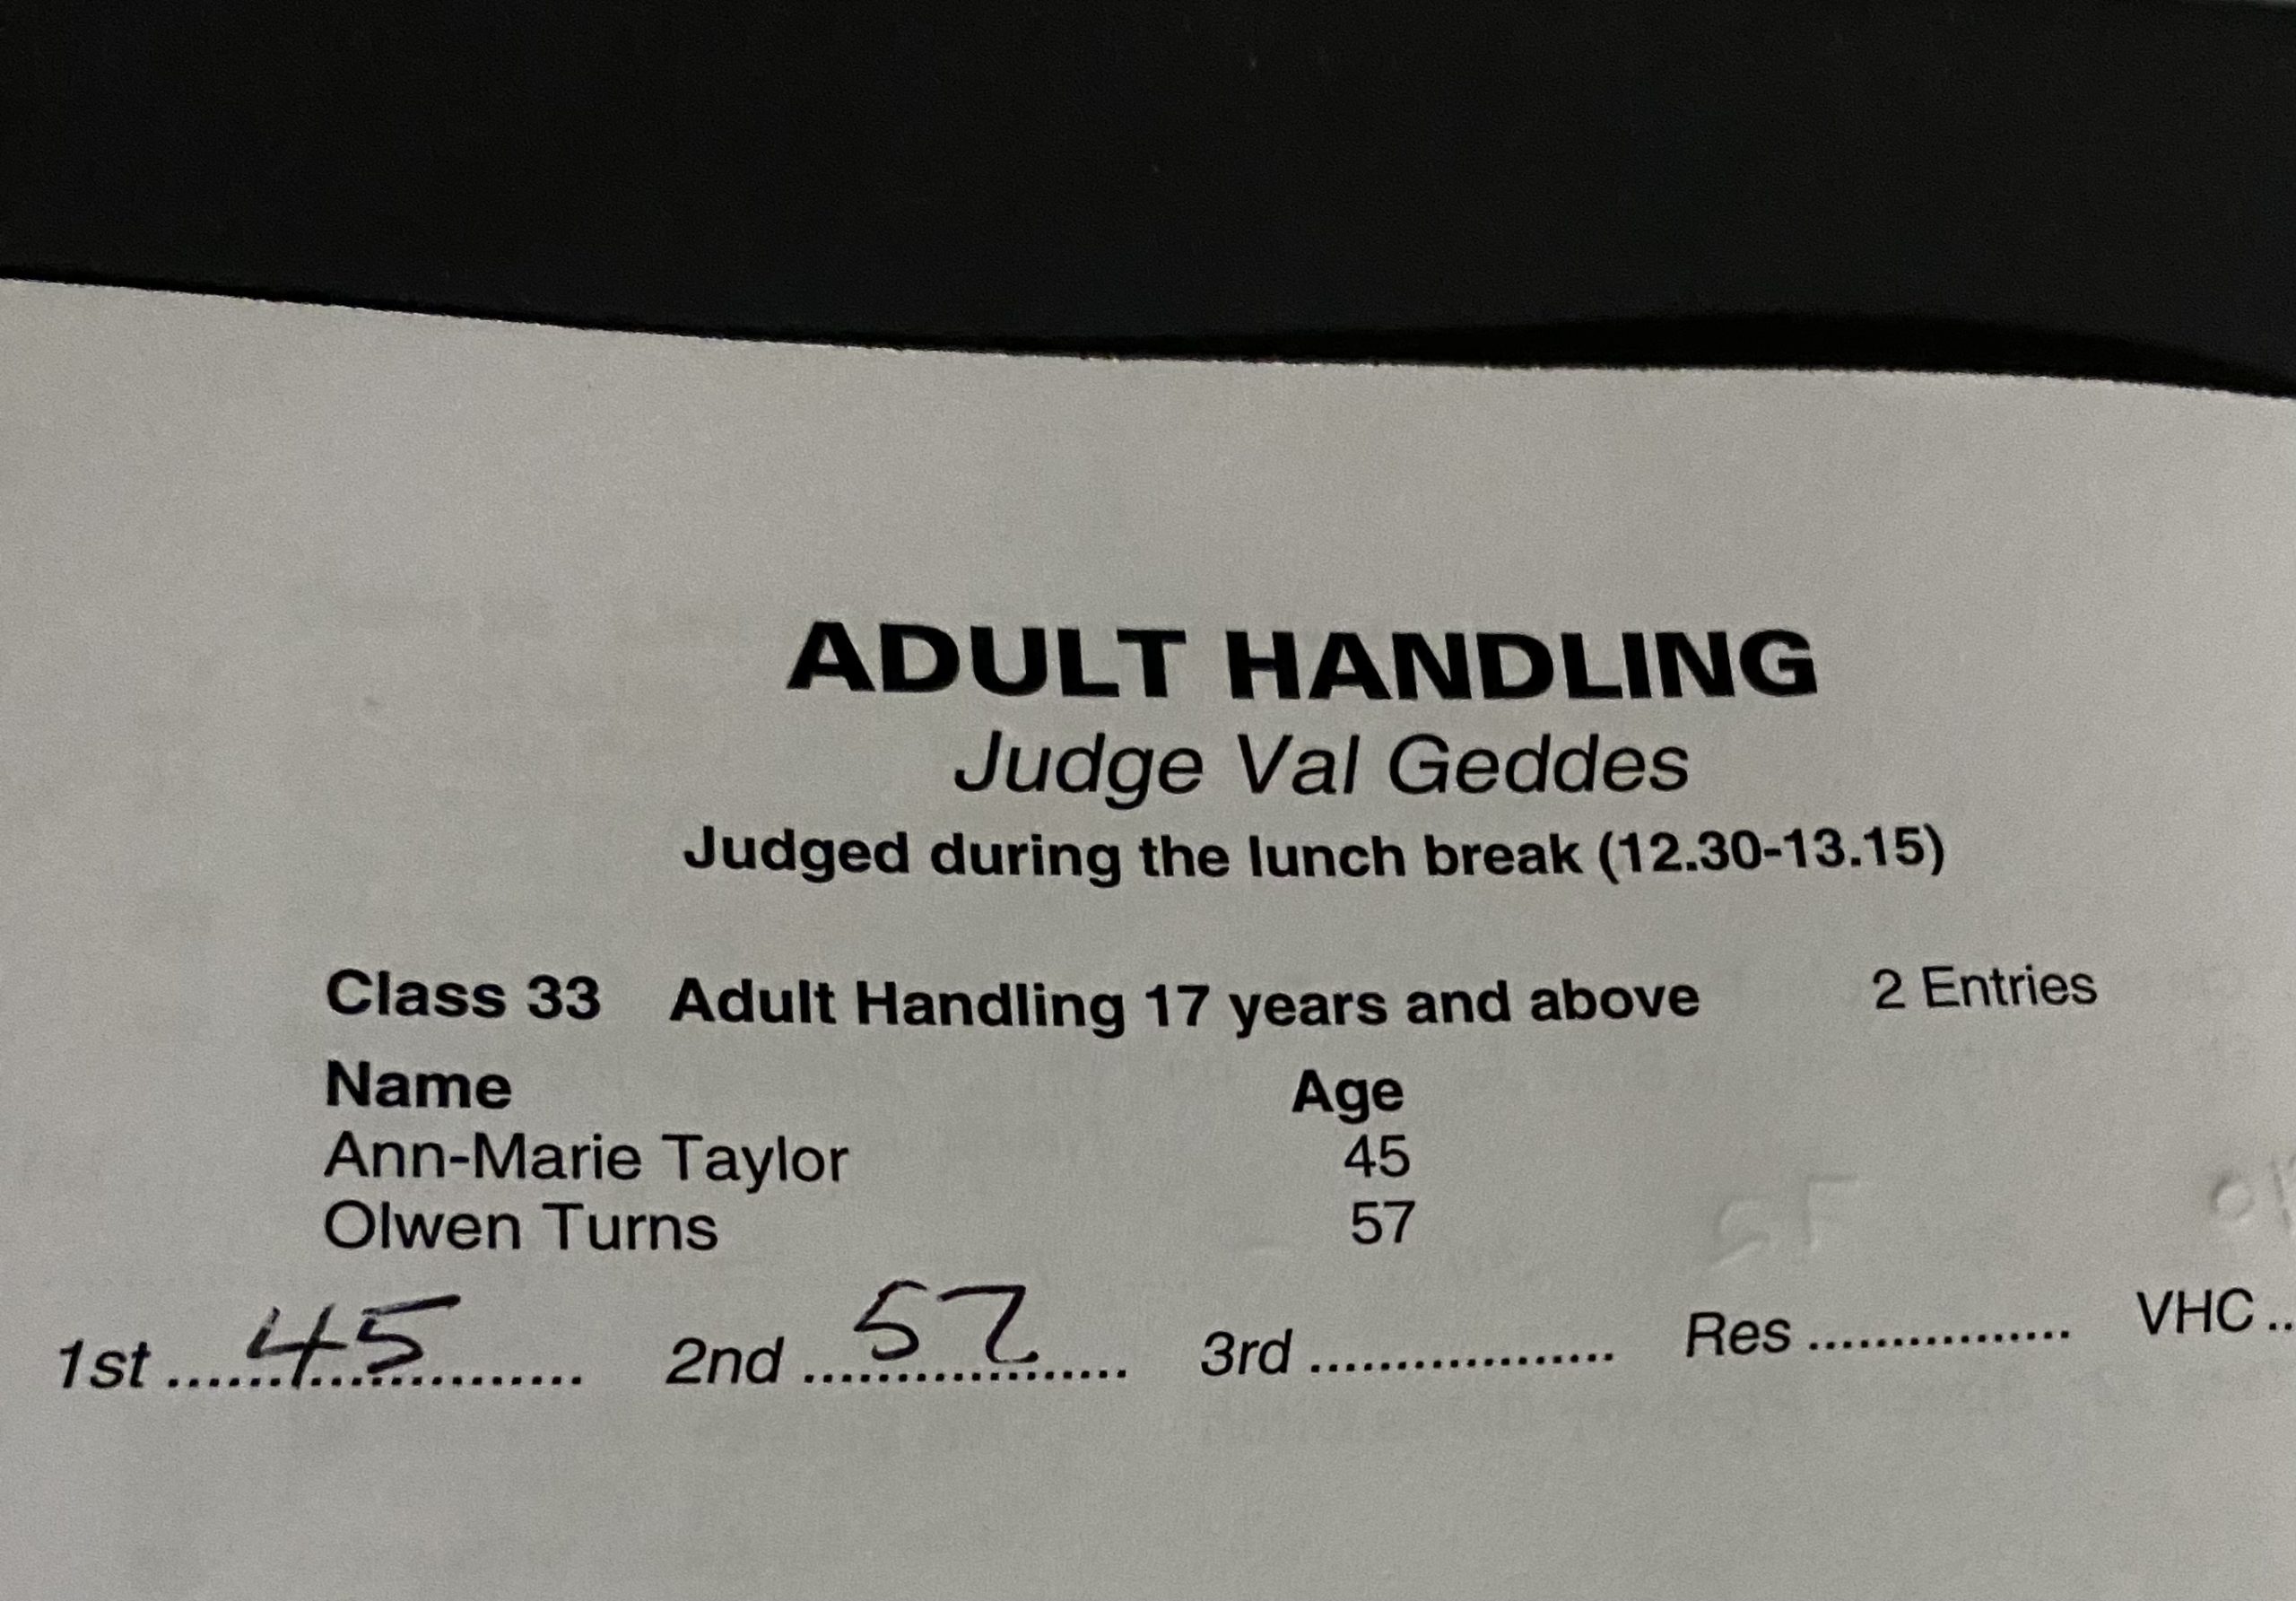 ADULT HANDLING
Judge Val Geddes
Judged during the lunch break (12.30-13.15)
Class 33 Adult Handling 17 years and above 2 Entries
Name Age
Ann-Marie Taylor 45
Olwen Turns 57
1st ......45............ 2nd ....57.......... 3rd .................. Res ................ VHC ..